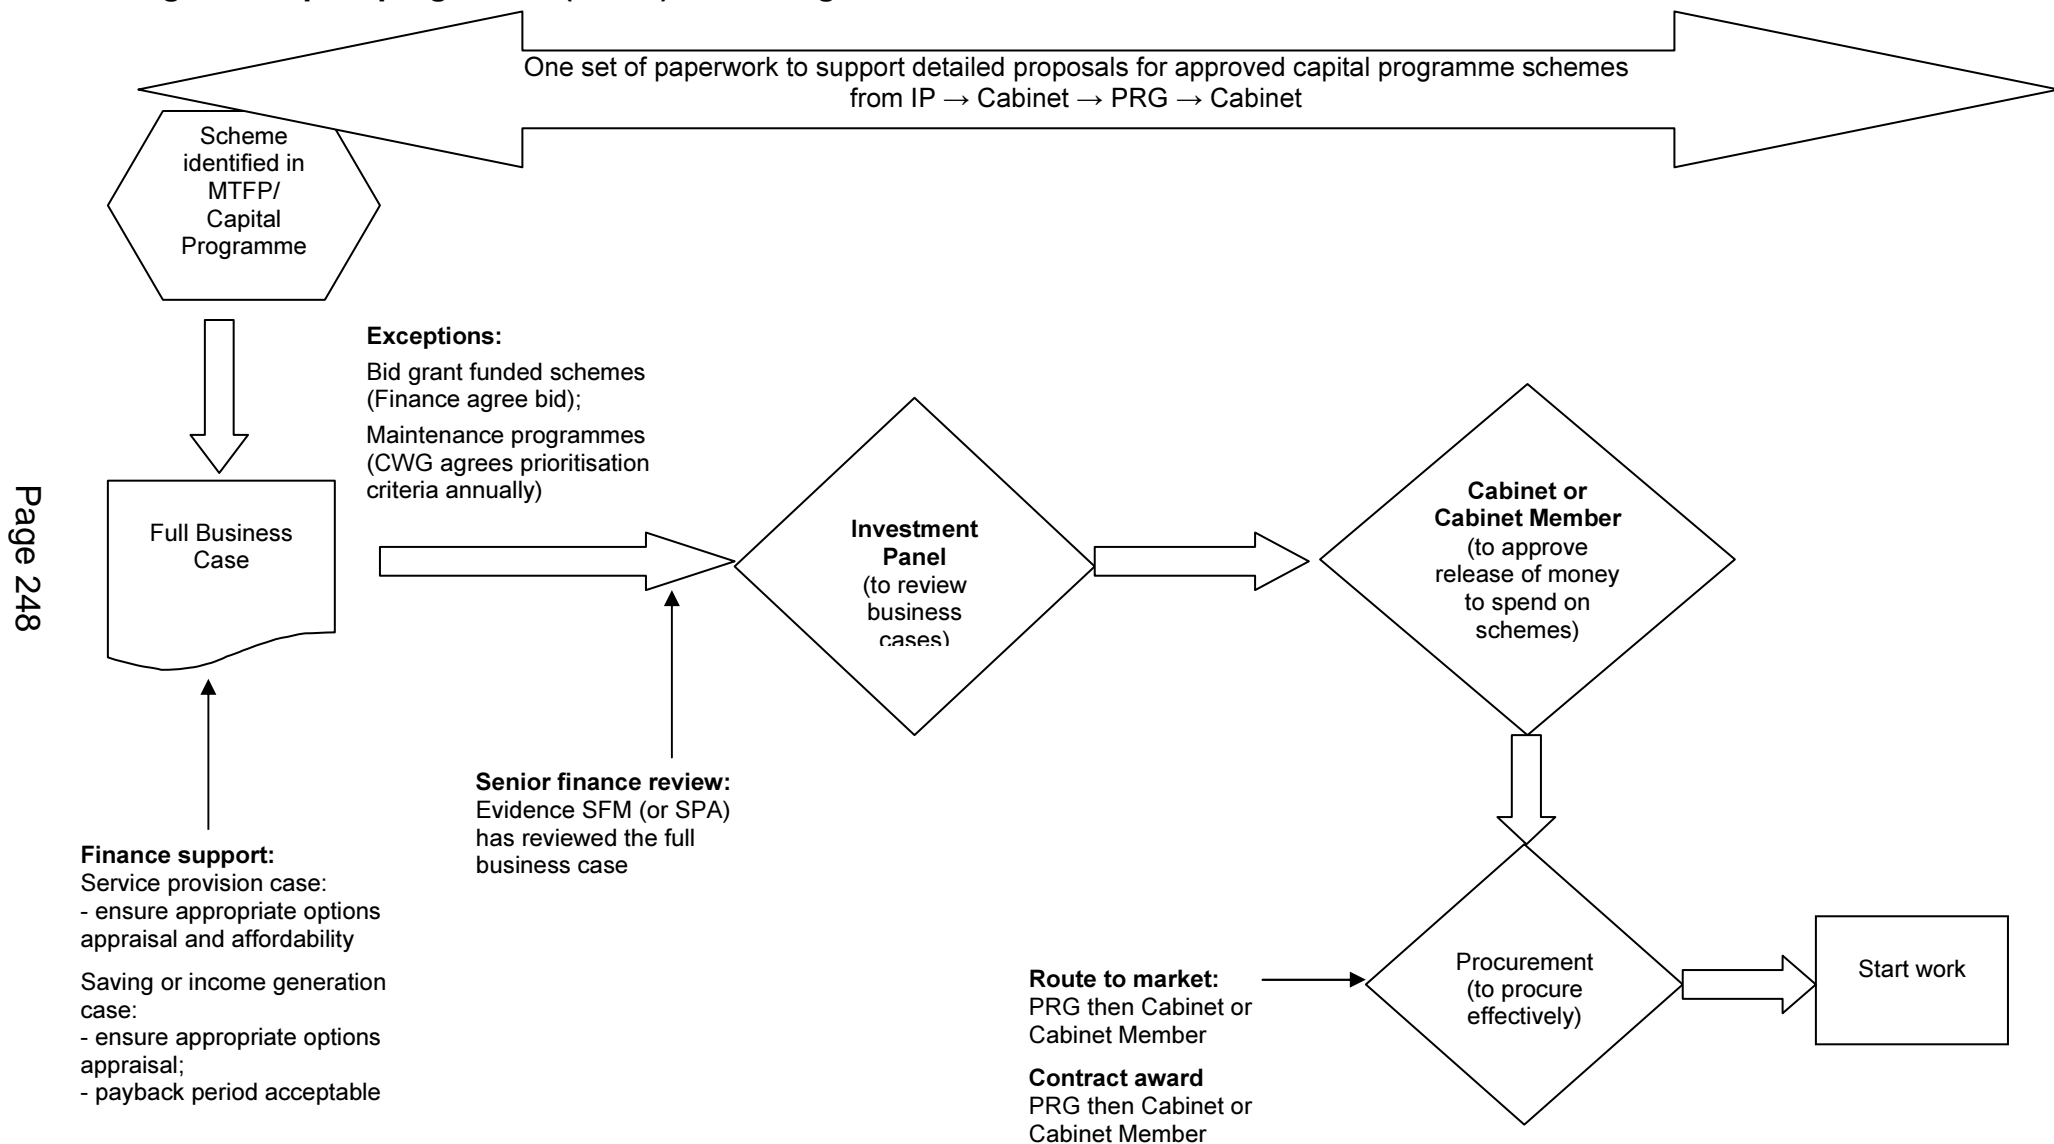 One set of paperwork to support detailed proposals for approved capital programme schemes
from IP → Cabinet → PRG → Cabinet
Scheme
identified in
MTFP/
Capital
Programme
Exceptions:
Bid grant funded schemes
(Finance agree bid);
Maintenance programmes
(CWG agrees prioritisation
criteria annually)
Page 248
Full Business
Case
Investment
Panel
(to review
business
cases)
Cabinet or
Cabinet Member
(to approve
release of money
to spend on
schemes)
Senior finance review:
Evidence SFM (or SPA)
has reviewed the full
business case
Finance support:
Service provision case:
- ensure appropriate options
appraisal and affordability
Saving or income generation
case:
- ensure appropriate options
appraisal;
- payback period acceptable
Route to market:
PRG then Cabinet or
Cabinet Member
Contract award
PRG then Cabinet or
Cabinet Member
Procurement
(to procure
effectively)
Start work